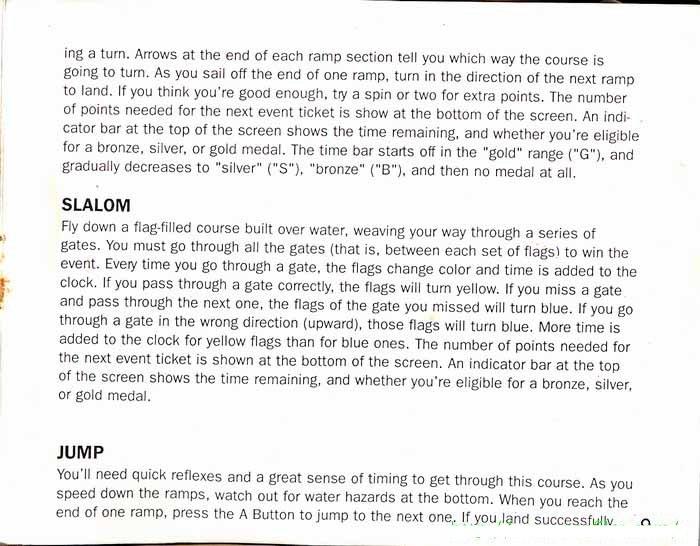 ing a turn. Arrows at the end of each ramp section tell you which way the course is
going to turn. As you sail off the end of one ramp, turn in the direction of the next ramp
to land. If you think you're good enough, try a spin or two for extra points. The number
of points needed for the next event ticket is show at the bottom of the screen. An indi-
cator bar at the top of the screen shows the time remaining, and whether you're eligible
for a bronze, silver, or gold medal. The time bar starts off in the "gold" range ("G"), and
gradually decreases to "silver" ("S"), "bronze" ("B"), and then no medal at all.
SLALOM
Fly down a flag-filled course built over water, weaving your way through a series of
gates. You must go through all the gates (that is, between each set of flags) to win the
event. Every time you go through a gate, the flags change color and time is added to the
clock. If you pass through a gate correctly, the flags will turn yellow. If you miss a gate
and pass through the next one, the flags of the gate you missed will turn blue. If you go
through a gate in the wrong direction (upward), those flags will turn blue. More time is
added to the clock for yellow flags than for blue ones. The number of points needed for
the next event ticket is shown at the bottom of the screen. An indicator bar at the top
of the screen shows the time remaining, and whether you're eligible for a bronze, silver,
or gold medal.
JUMP
You'll need quick reflexes and a great sense of timing to get through this course. As you
speed down the ramps, watch out for water hazards at the bottom. When you reach the
end of one ramp, press the A Button to jump to the next one. If you land successfully